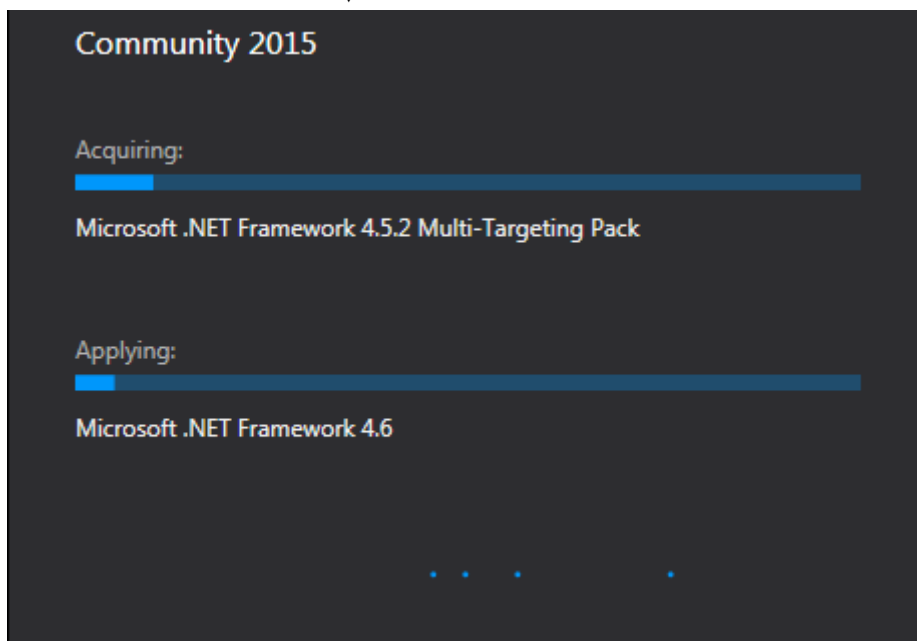 Community 2015
Acquiring:
Microsoft .NET Framework 4.5.2 Multi-Targeting Pack
Applying:
Microsoft .NET Framework 4.6